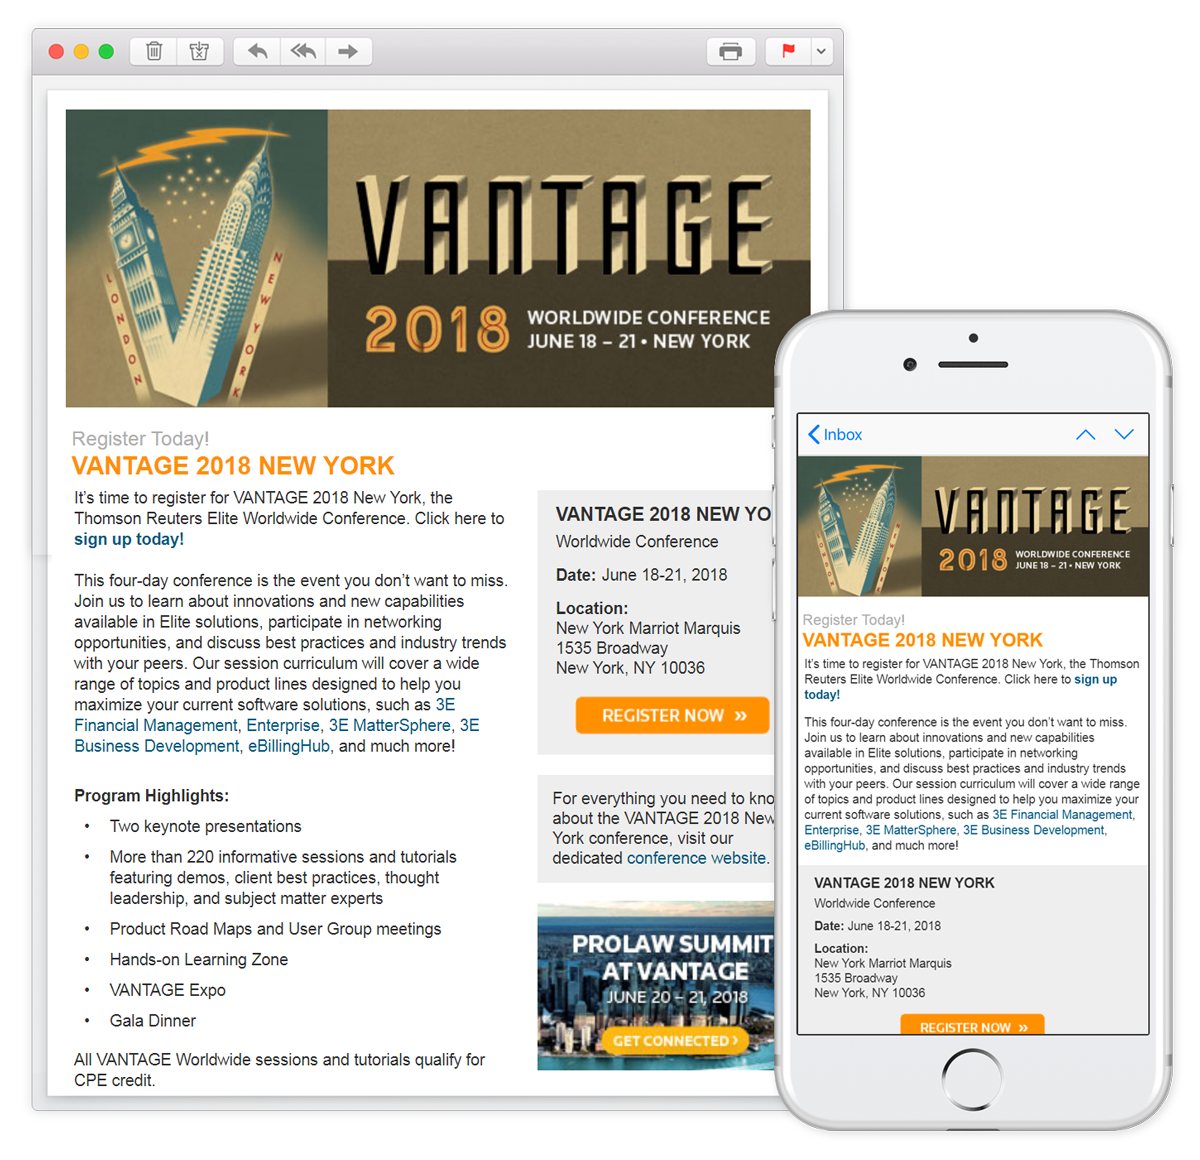 LONDON
NEW YORK
VANTAGE
2018
WORLDWIDE CONFERENCE
JUNE 18 – 21 • NEW YORK
Register Today!
VANTAGE 2018 NEW YORK
It's time to register for VANTAGE 2018 New York, the
Thomson Reuters Elite Worldwide Conference. Click here to
sign up today!
This four-day conference is the event you don't want to miss.
Join us to learn about innovations and new capabilities
available in Elite solutions, participate in networking
opportunities, and discuss best practices and industry trends
with your peers. Our session curriculum will cover a wide
range of topics and product lines designed to help you
maximize your current software solutions, such as 3E
Financial Management, Enterprise, 3E MatterSphere, 3E
Business Development, eBillingHub, and much more!
Program Highlights:
• Two keynote presentations
• More than 220 informative sessions and tutorials
featuring demos, client best practices, thought
leadership, and subject matter experts
• Product Road Maps and User Group meetings
• Hands-on Learning Zone
• VANTAGE Expo
• Gala Dinner
All VANTAGE Worldwide sessions and tutorials qualify for
CPE credit.
VANTAGE 2018 NEW YO
Worldwide Conference
Date: June 18-21, 2018
Location:
New York Marriot Marquis
1535 Broadway
New York, NY 10036
REGISTER NOW »
For everything you need to kno
about the VANTAGE 2018 New
York conference, visit our
dedicated conference website.
PROLAW SUMMIT
AT VANTAGE
JUNE 20 – 21, 2018
GET CONNECTED ›
Inbox
LONDON
NEW YORK
VANTAGE
2018
WORLDWIDE CONFERENCE
JUNE 18 – 21 • NEW YORK
Register Today!
VANTAGE 2018 NEW YORK
It's time to register for VANTAGE 2018 New York, the Thomson
Reuters Elite Worldwide Conference. Click here to sign up
today!
This four-day conference is the event you don't want to miss.
Join us to learn about innovations and new capabilities
available in Elite solutions, participate in networking
opportunities, and discuss best practices and industry trends
with your peers. Our session curriculum will cover a wide range
of topics and product lines designed to help you maximize your
current software solutions, such as 3E Financial Management,
Enterprise, 3E MatterSphere, 3E Business Development,
eBillingHub, and much more!
VANTAGE 2018 NEW YORK
Worldwide Conference
Date: June 18-21, 2018
Location:
New York Marriot Marquis
1535 Broadway
New York, NY 10036
REGISTER NOW »